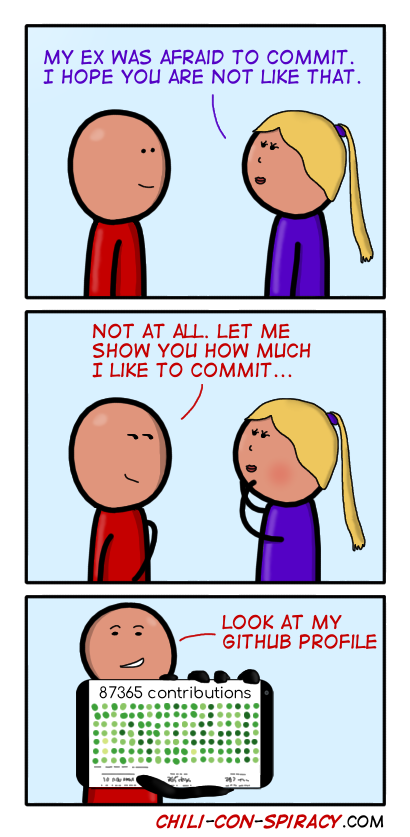 MY EX WAS AFRAID TO COMMIT.
I HOPE YOU ARE NOT LIKE THAT.
NOT AT ALL. LET ME
SHOW YOU HOW MUCH
I LIKE TO COMMIT...
LOOK AT MY
GITHUB PROFILE
87365 contributions
CHILI-CON-SPIRACY.COM